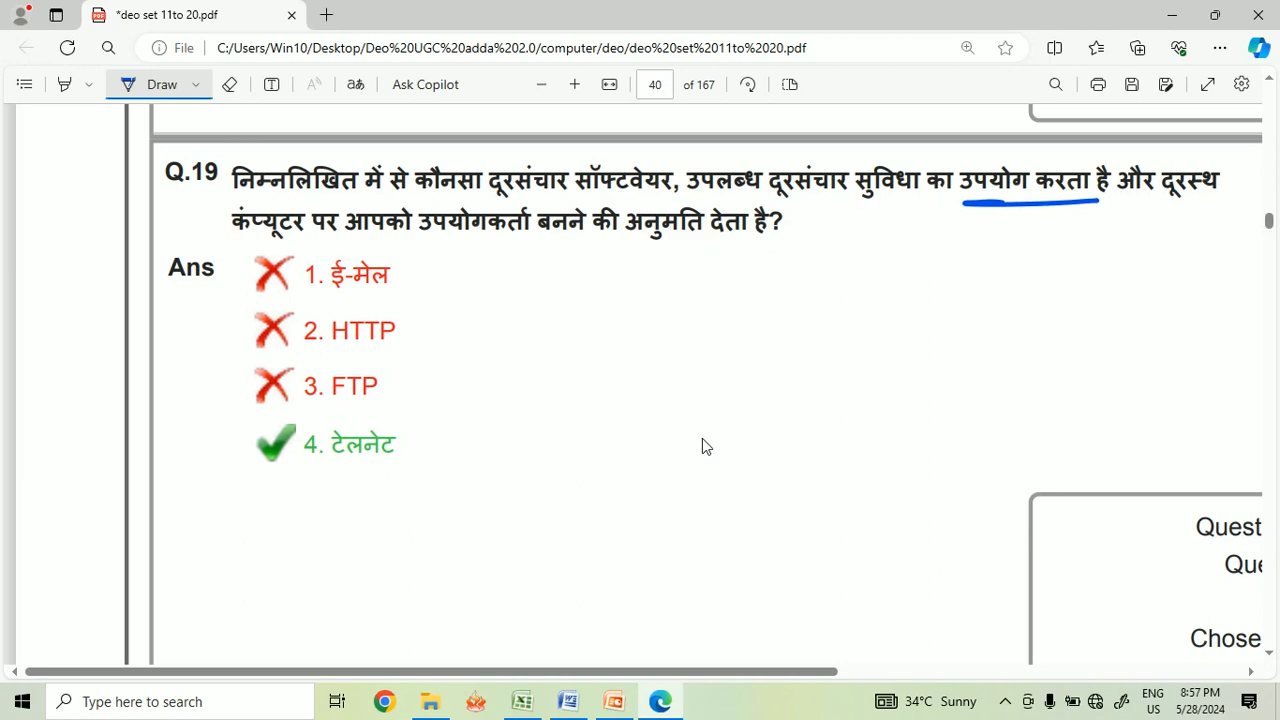 *deo set 11to 20.pdf
File C:/Users/Win10/Desktop/Deo%20UGC%20adda%202.0/computer/deo/deo%20set%2011to%2020.pdf
Draw Ask Copilot 40 of 167
Q.19 निम्नलिखित में से कौनसा दूरसंचार सॉफ्टवेयर, उपलब्ध दूरसंचार सुविधा का उपयोग करता है और दूरस्थ
कंप्यूटर पर आपको उपयोगकर्ता बनने की अनुमति देता है?
Ans 1. ई-मेल
2. HTTP
3. FTP
4. टेलनेट
Quest
Que
Chose
Type here to search 34°C Sunny ENG 8:57 PM
US 5/28/2024